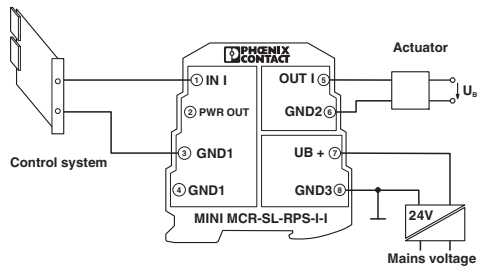 PHŒNIX
CONTACT
Actuator
1 IN I
OUT I 5
2 PWR OUT
GND2 6
U_B
3 GND1
UB + 7
Control system
4 GND1
GND3 8
MINI MCR-SL-RPS-I-I
24V
Mains voltage